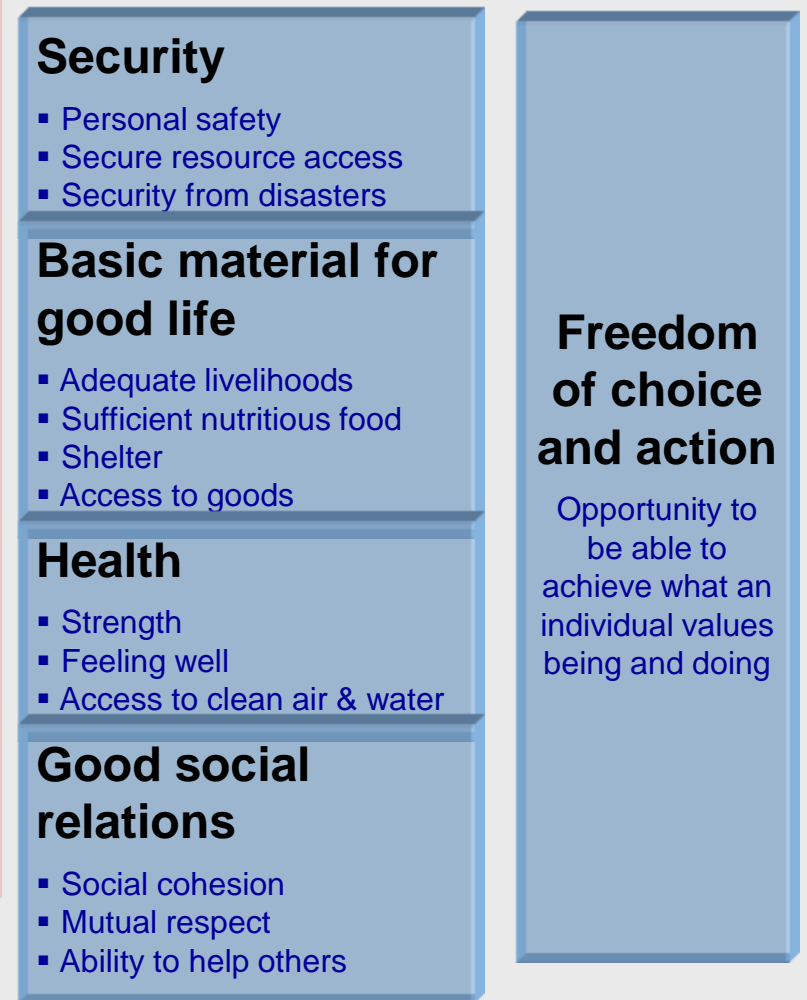 Security
▪ Personal safety
▪ Secure resource access
▪ Security from disasters
Basic material for
good life
▪ Adequate livelihoods
▪ Sufficient nutritious food
▪ Shelter
▪ Access to goods
Health
▪ Strength
▪ Feeling well
▪ Access to clean air & water
Good social
relations
▪ Social cohesion
▪ Mutual respect
▪ Ability to help others
Freedom
of choice
and action
Opportunity to
be able to
achieve what an
individual values
being and doing